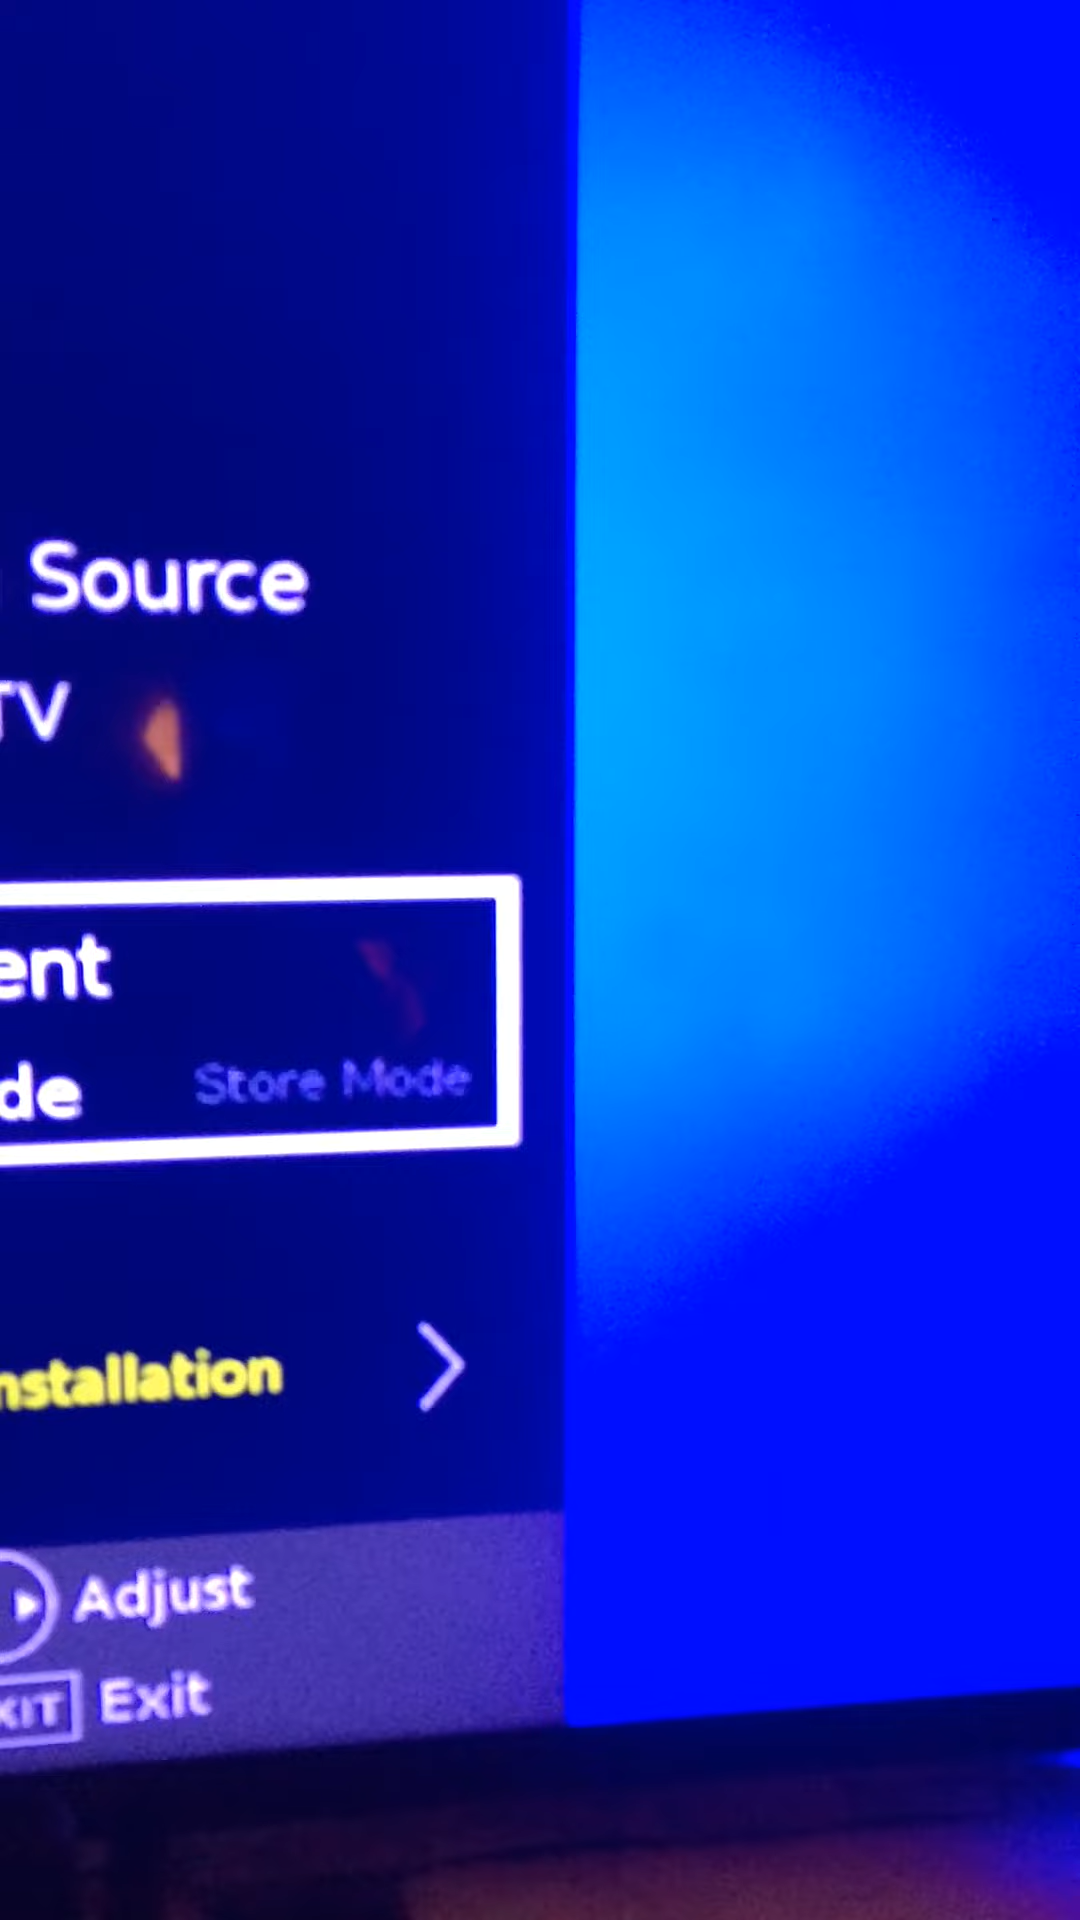 Source
TV
ent
de Store Mode
nstallation
Adjust
XIT Exit